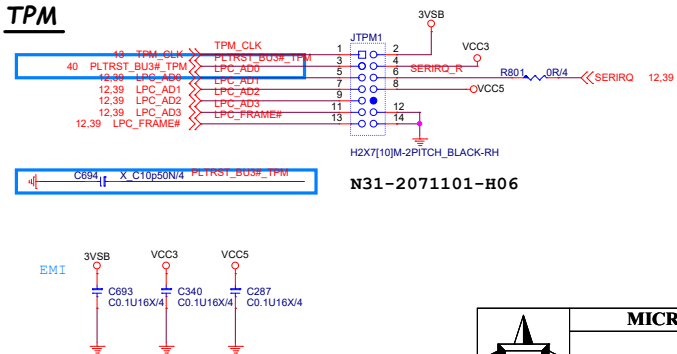 TPM
3VSB
JTPM1
VCC3
13 TPM_CLK TPM_CLK 1 2
40 PLTRST_BU3#_TPM PLTRST_BU3#_TPM 3 4
12,39 LPC_AD0 LPC_AD0 5 6 SERIRQ_R R801 0R/4 SERIRQ 12,39
12,39 LPC_AD1 LPC_AD1 7 8 VCC5
12,39 LPC_AD2 LPC_AD2 9
12,39 LPC_AD3 LPC_AD3 11 12
12,39 LPC_FRAME# LPC_FRAME# 13 14
H2X7[10]M-2PITCH_BLACK-RH
C694 X_C10p50N/4 PLTRST_BU3#_TPM
N31-2071101-H06
EMI
3VSB VCC3 VCC5
C693 C340 C287
C0.1U16X/4 C0.1U16X/4 C0.1U16X/4
MICR